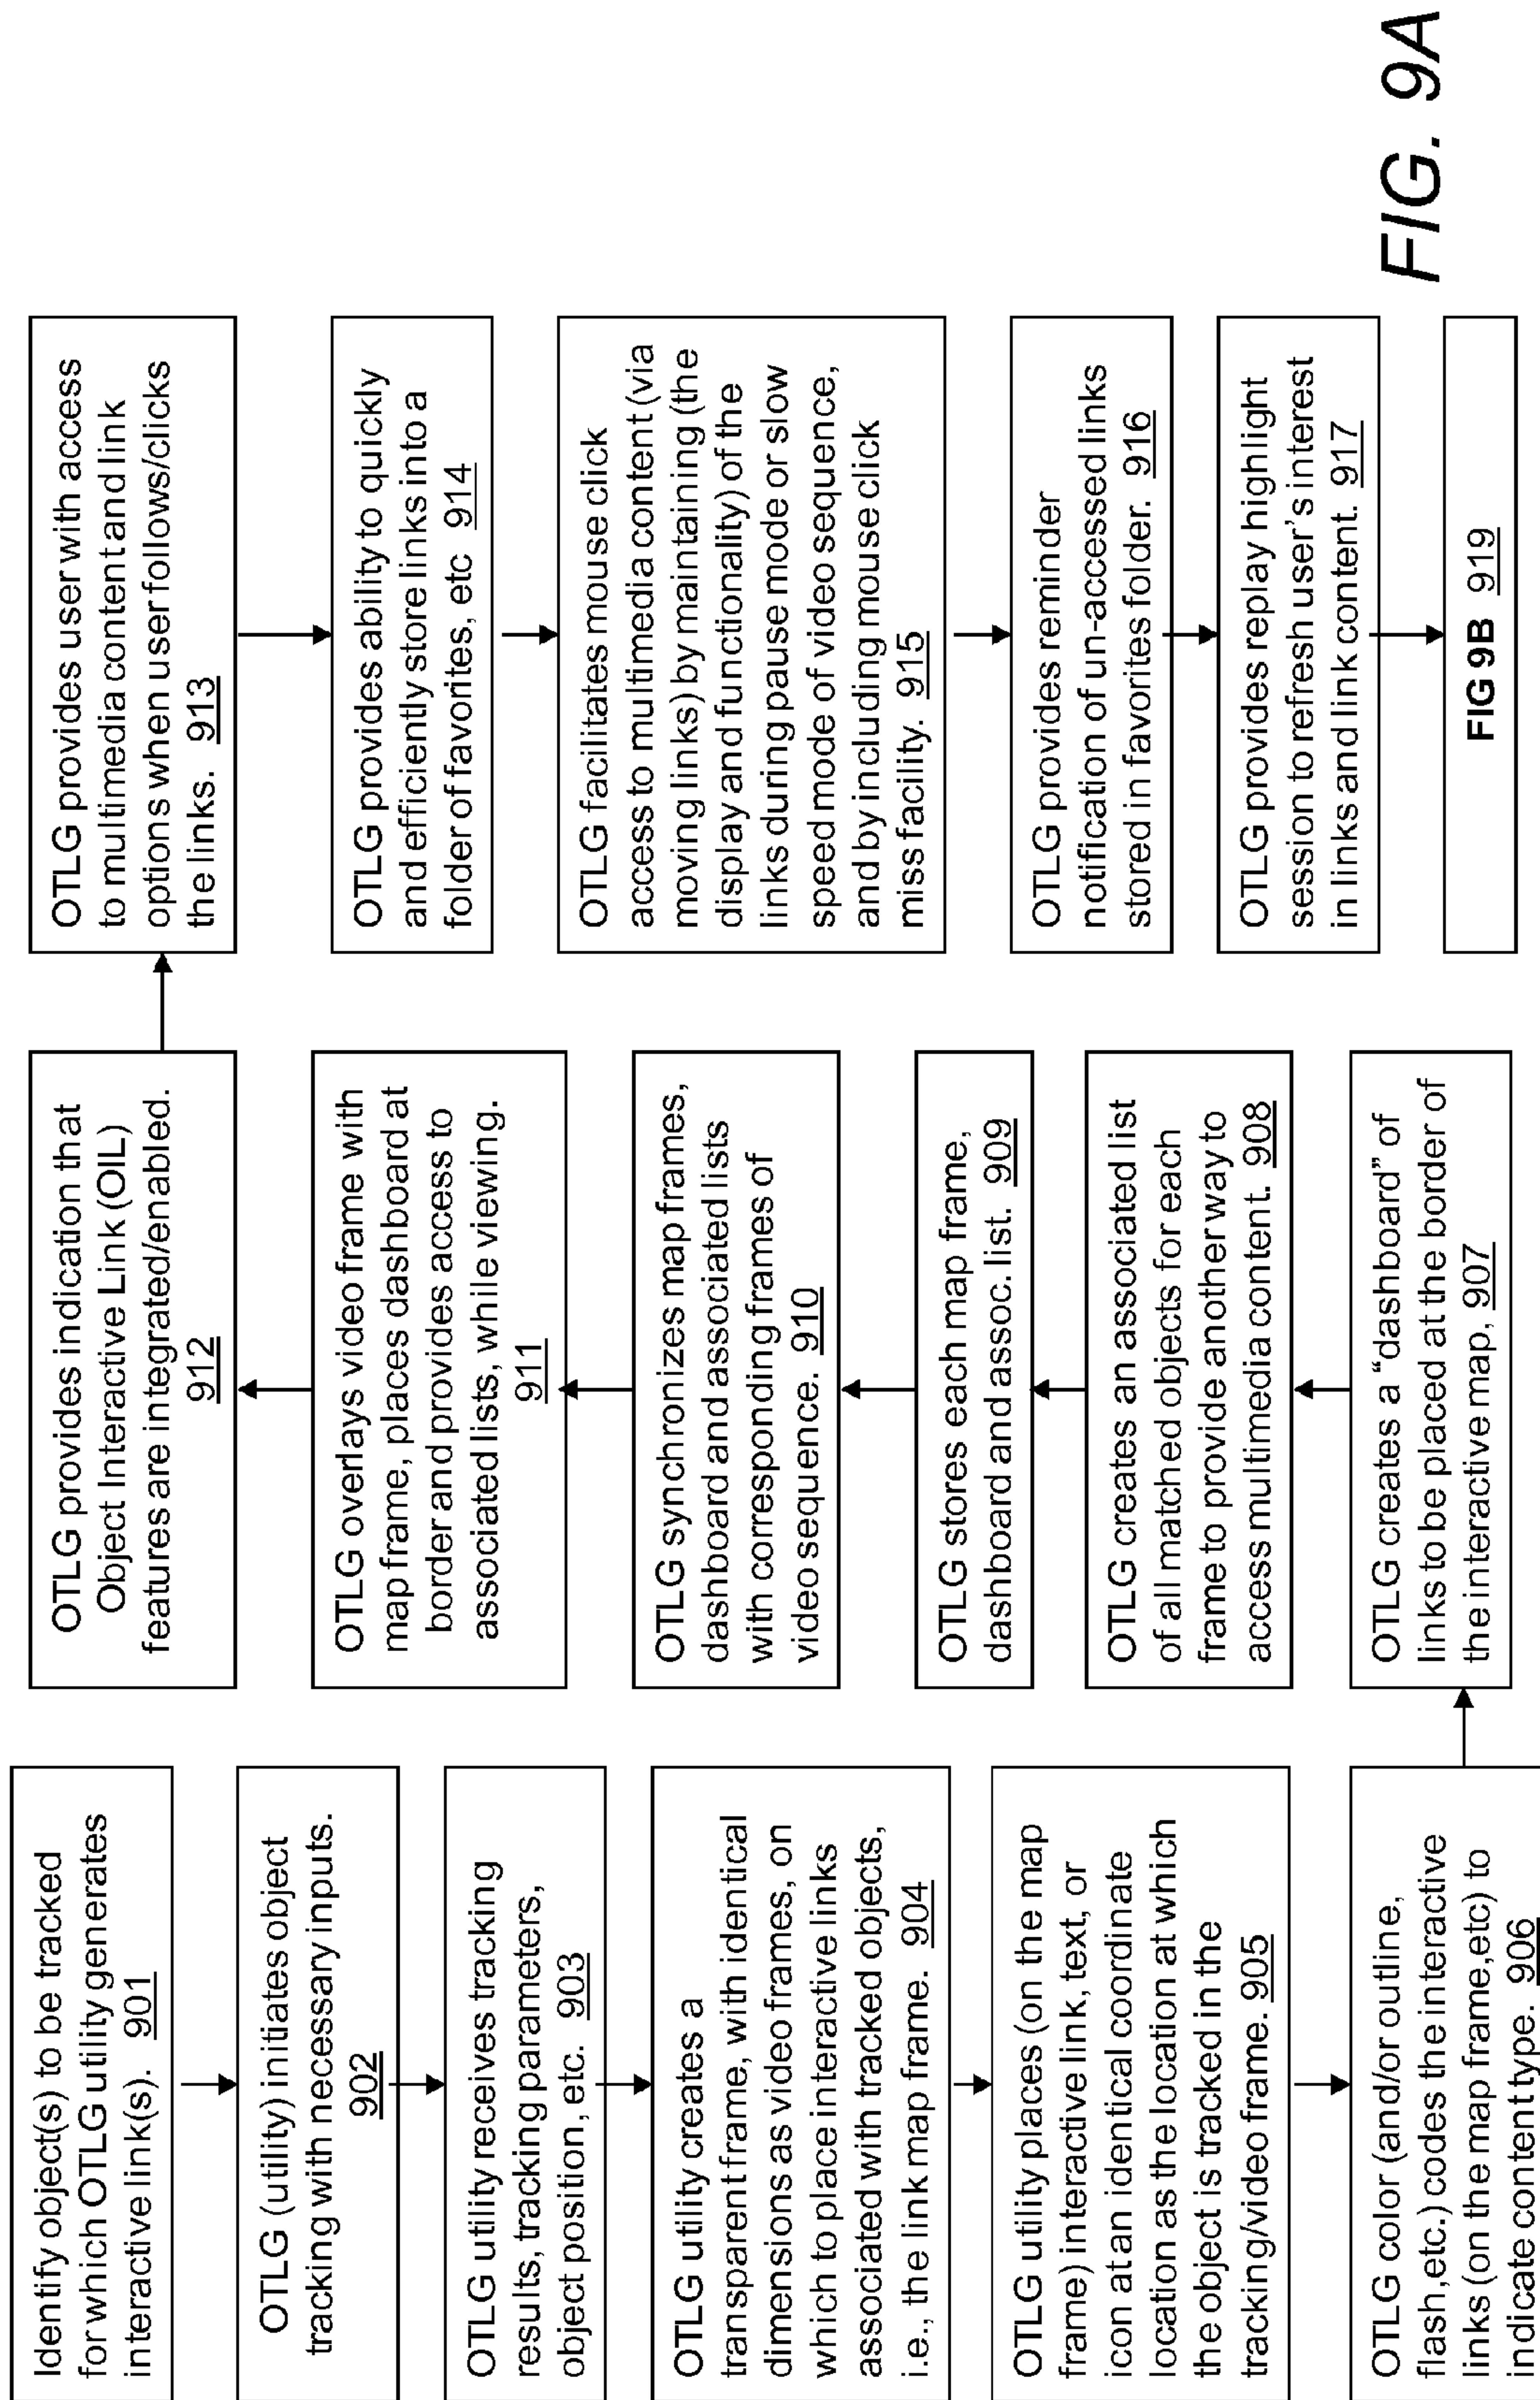 Identify object(s) to be tracked
for which OTLG utility generates
interactive link(s). 901
OTLG (utility) initiates object
tracking with necessary inputs.
902
OTLG utility receives tracking
results, tracking parameters,
object position, etc. 903
OTLG utility creates a
transparent frame, with identical
dimensions as video frames, on
which to place interactive links
associated with tracked objects,
i.e., the link map frame. 904
OTLG utility places (on the map
frame) interactive link, text, or
icon at an identical coordinate
location as the location at which
the object is tracked in the
tracking/video frame. 905
OTLG color (and/or outline,
flash,etc.) codes the interactive
links (on the map frame,etc) to
indicate content type. 906
OTLG creates a “dashboard” of
links to be placed at the border of
the interactive map, 907
OTLG creates an associated list
of all matched objects for each
frame to provide another way to
access multimedia content. 908
OTLG stores each map frame,
dashboard and assoc. list. 909
OTLG synchronizes map frames,
dashboard and associated lists
with corresponding frames of
video sequence. 910
OTLG overlays video frame with
map frame, places dashboard at
border and provides access to
associated lists, while viewing.
911
OTLG provides indication that
Object Interactive Link (OIL)
features are integrated/enabled.
912
OTLG provides user with access
to multimedia content and link
options when user follows/clicks
the links. 913
OTLG provides ability to quickly
and efficiently store links into a
folder of favorites, etc 914
OTLG facilitates mouse click
access to multimedia content (via
moving links) by maintaining (the
display and functionality) of the
links during pause mode or slow
speed mode of video sequence,
and by including mouse click
miss facility. 915
OTLG provides reminder
notification of un-accessed links
stored in favorites folder. 916
OTLG provides replay highlight
session to refresh user's interest
in links and link content. 917
FIG 9B 919
FIG. 9A